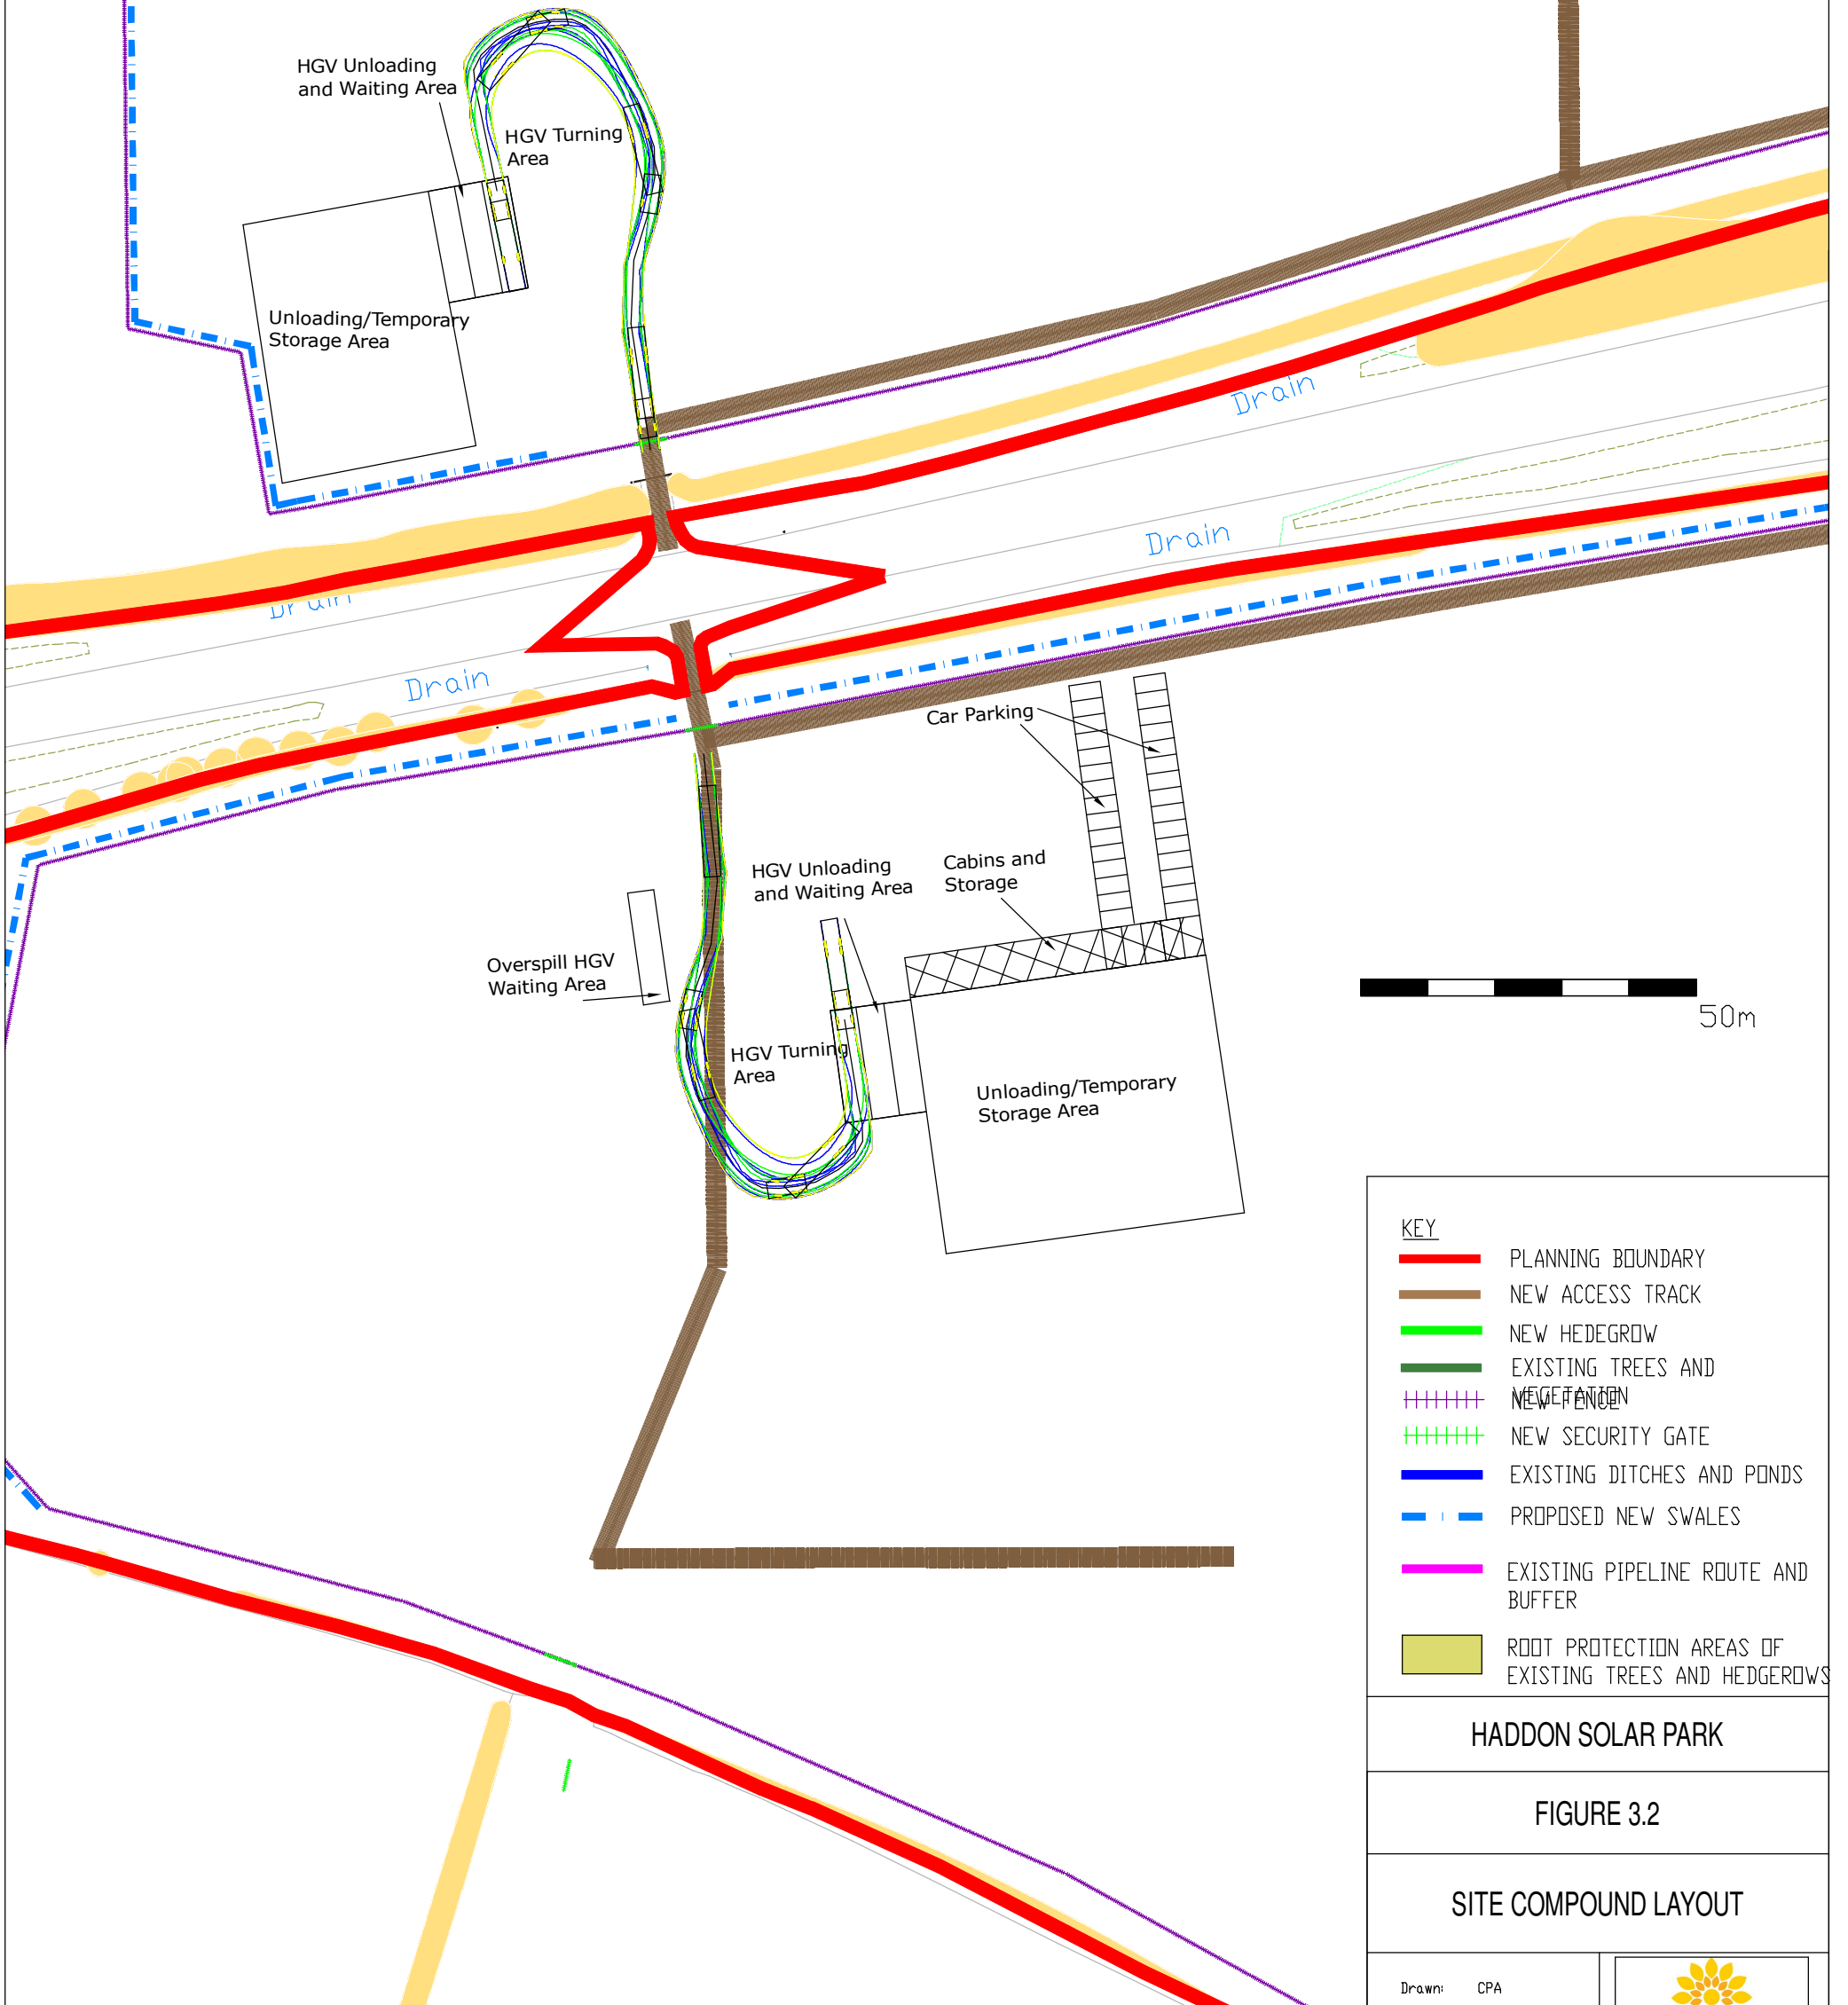 HGV Unloading
and Waiting Area
HGV Turning
Area
Unloading/Temporary
Storage Area
Drain
Drain
Drain
Drain
Car Parking
HGV Unloading
and Waiting Area
Cabins and
Storage
Overspill HGV
Waiting Area
HGV Turning
Area
Unloading/Temporary
Storage Area
50m
KEY
PLANNING BOUNDARY
NEW ACCESS TRACK
NEW HEDEGROW
EXISTING TREES AND
VEGETATION
NEW FENCE
NEW SECURITY GATE
EXISTING DITCHES AND PONDS
PROPOSED NEW SWALES
EXISTING PIPELINE ROUTE AND
BUFFER
ROOT PROTECTION AREAS OF
EXISTING TREES AND HEDGEROWS
HADDON SOLAR PARK
FIGURE 3.2
SITE COMPOUND LAYOUT
Drawn: CPA